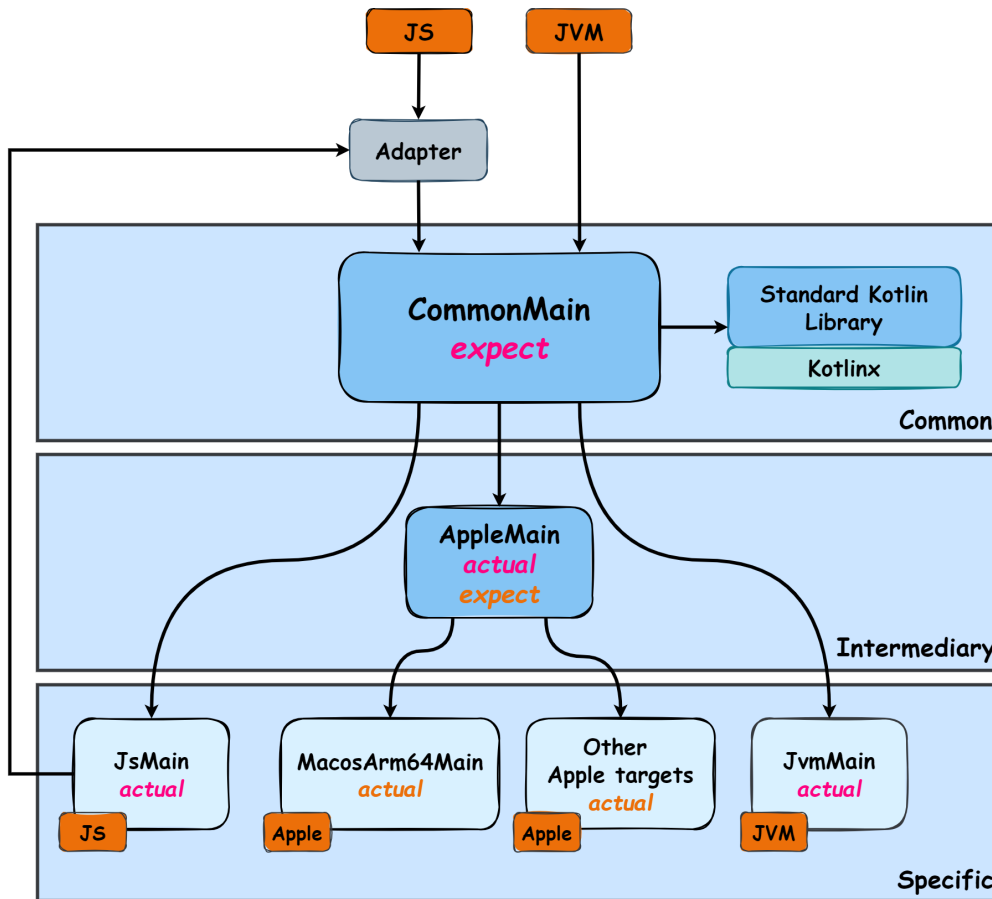 JS
JVM
Adapter
CommonMain
expect
Standard Kotlin
Library
Kotlinx
Common
AppleMain
actual
expect
Intermediary
JsMain
actual
JS
MacosArm64Main
actual
Apple
Other
Apple targets
actual
Apple
JvmMain
actual
JVM
Specific